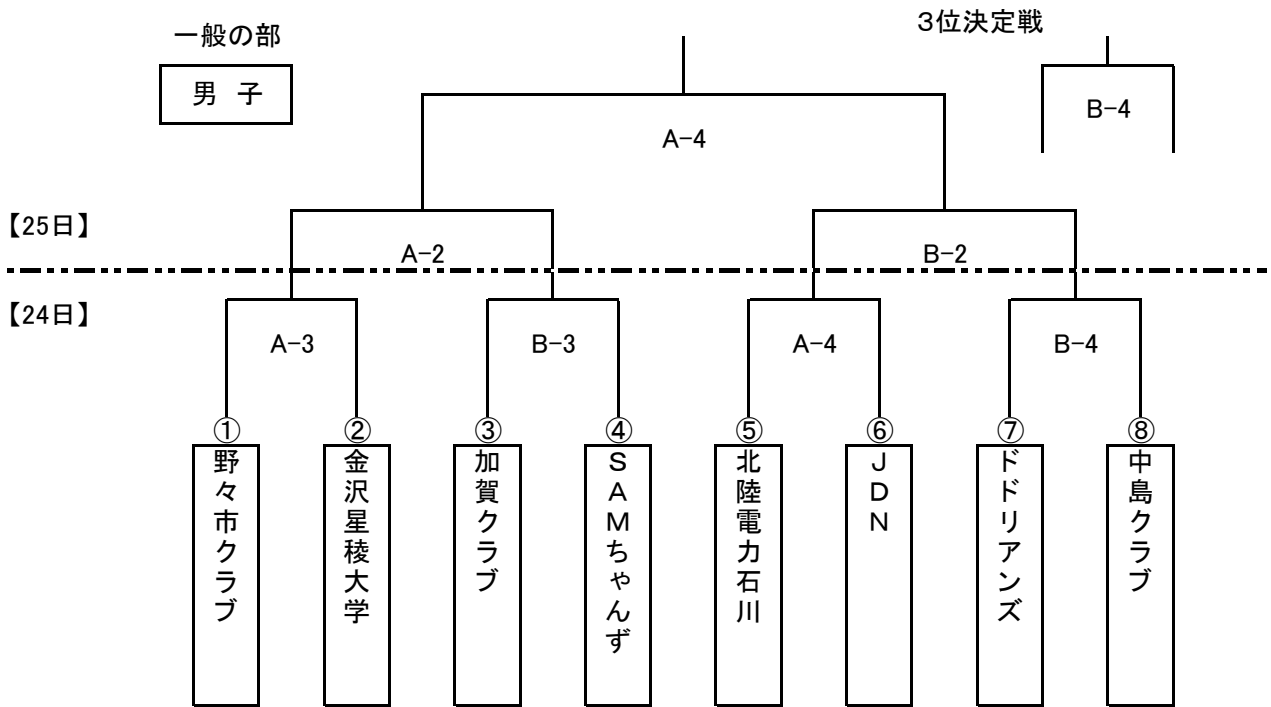 一般の部
3位決定戦
男 子
B-4
A-4
【25日】
A-2
B-2
【24日】
A-3
B-3
A-4
B-4
①
②
③
④
⑤
⑥
⑦
⑧
野々市クラブ
金沢星稜大学
加賀クラブ
SAMちゃんず
北陸電力石川
JDN
ドドリアンズ
中島クラブ